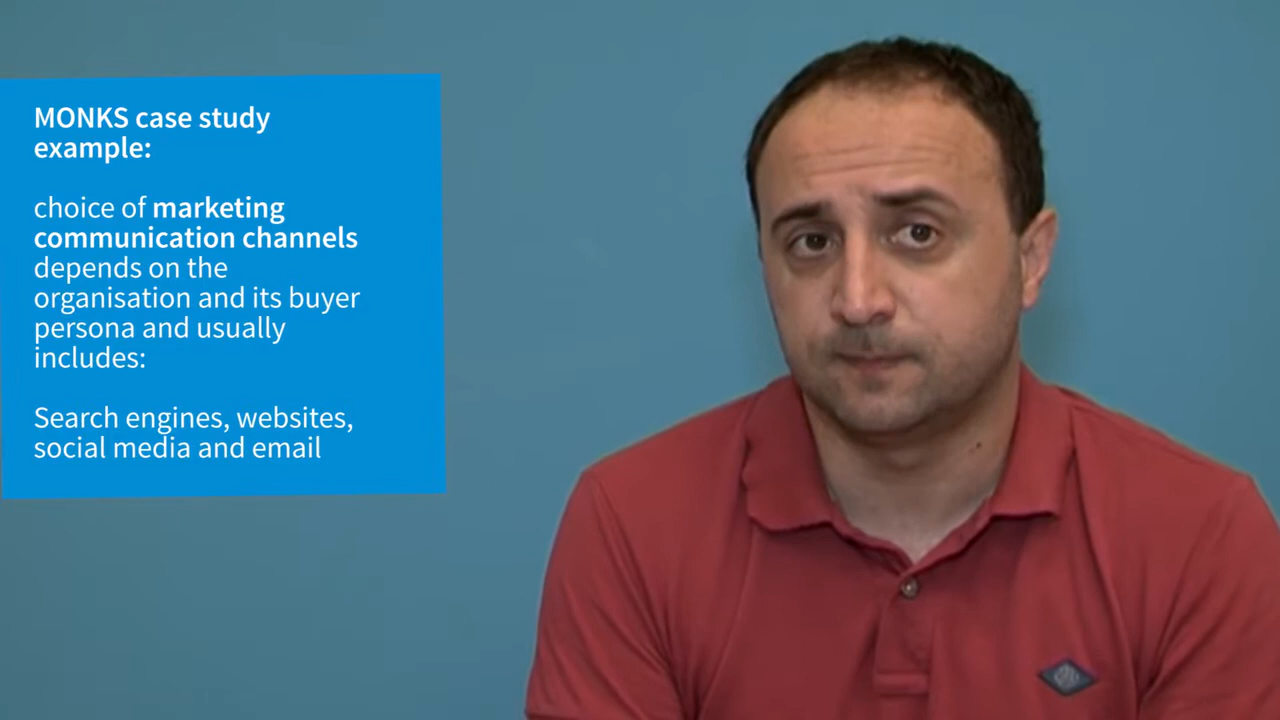 MONKS case study
example:
choice of marketing
communication channels
depends on the
organisation and its buyer
persona and usually
includes:
Search engines, websites,
social media and email